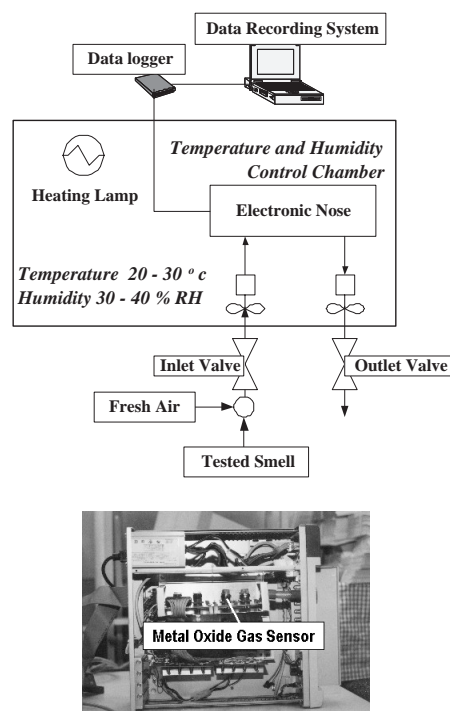 Data Recording System
Data logger
Temperature and Humidity
Control Chamber
Heating Lamp
Electronic Nose
Temperature 20 - 30 ° c
Humidity 30 - 40 % RH
Inlet Valve
Outlet Valve
Fresh Air
Tested Smell
Metal Oxide Gas Sensor